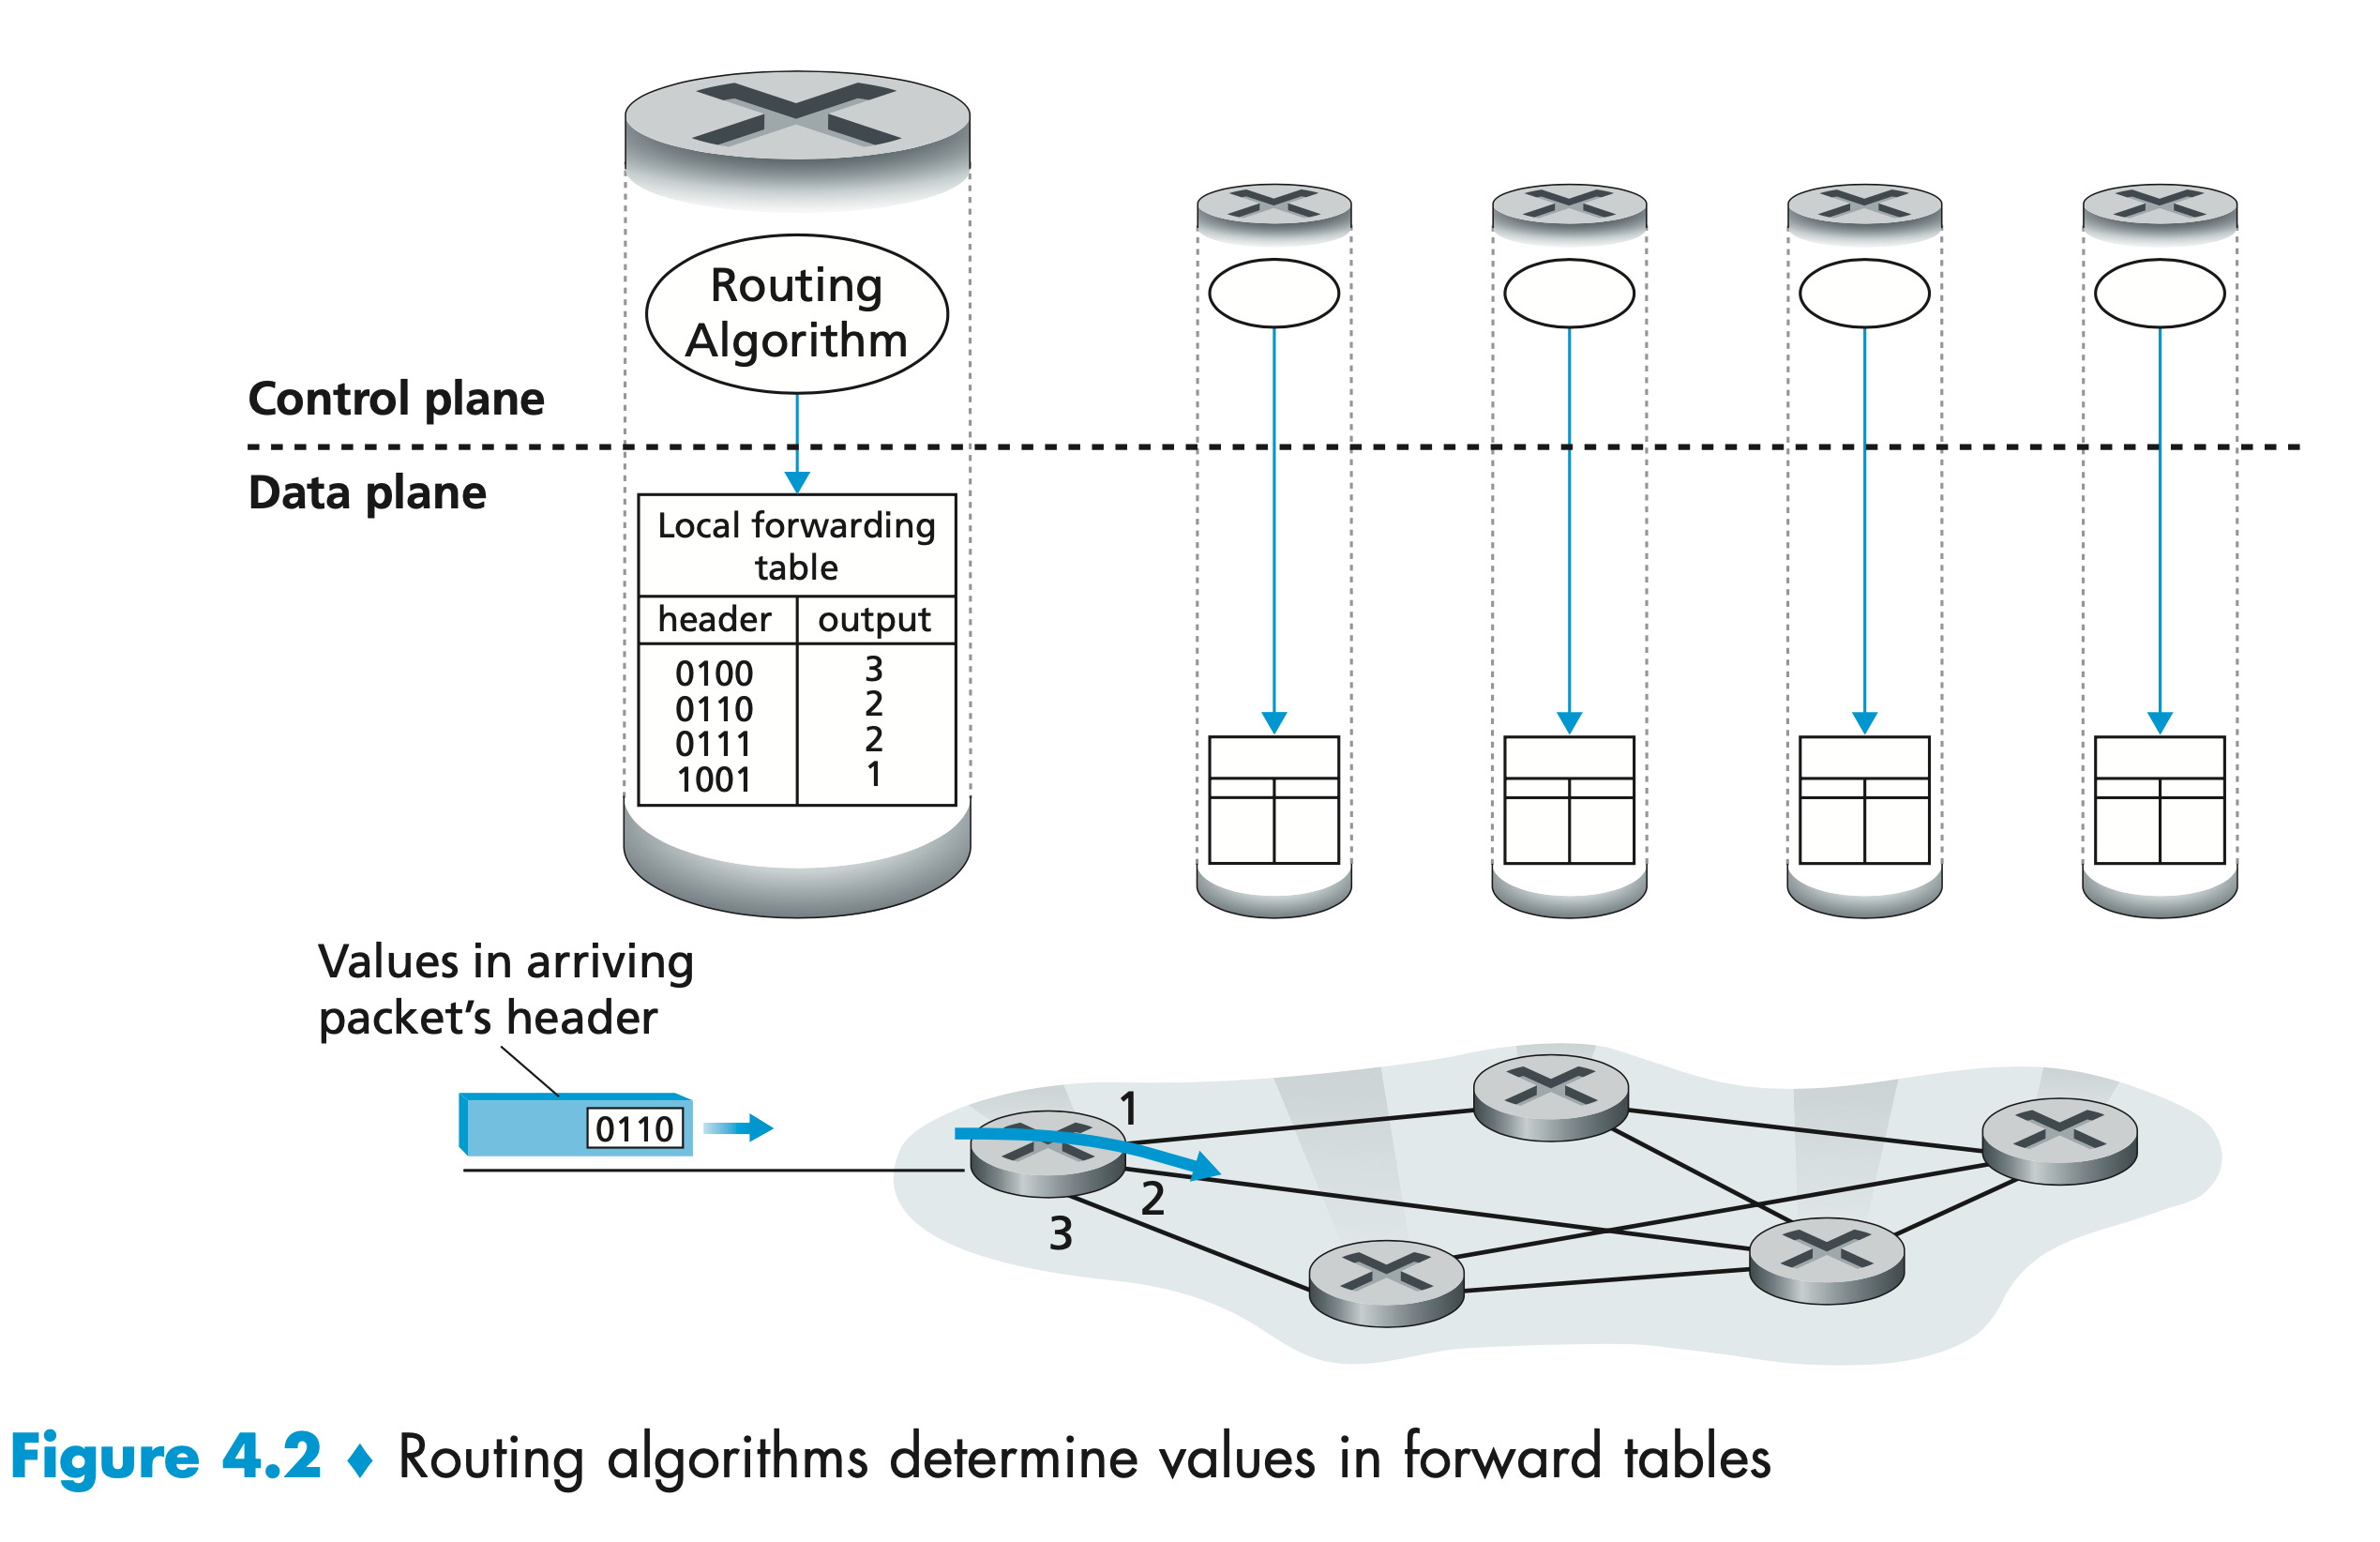 Routing
Algorithm
Control plane
Data plane
Local forwarding
table
header output
0100 3
0110 2
0111 2
1001 1
Values in arriving
packet’s header
0110
1
2
3
Figure 4.2 ♦ Routing algorithms determine values in forward tables